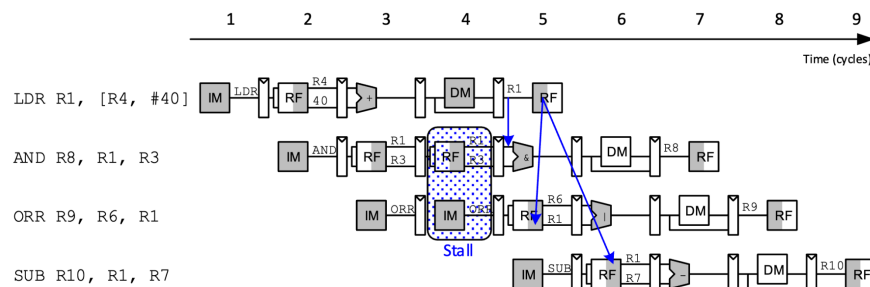 1 2 3 4 5 6 7 8 9
Time (cycles)
LDR R1, [R4, #40] IM LDR RF R4 40 + DM R1 RF
AND R8, R1, R3 IM AND RF R1 R3 RF R1 R3 & DM R8 RF
ORR R9, R6, R1 IM ORR IM ORR RF R6 R1 | DM R9 RF
Stall
SUB R10, R1, R7 IM SUB RF R1 R7 - DM R10 RF